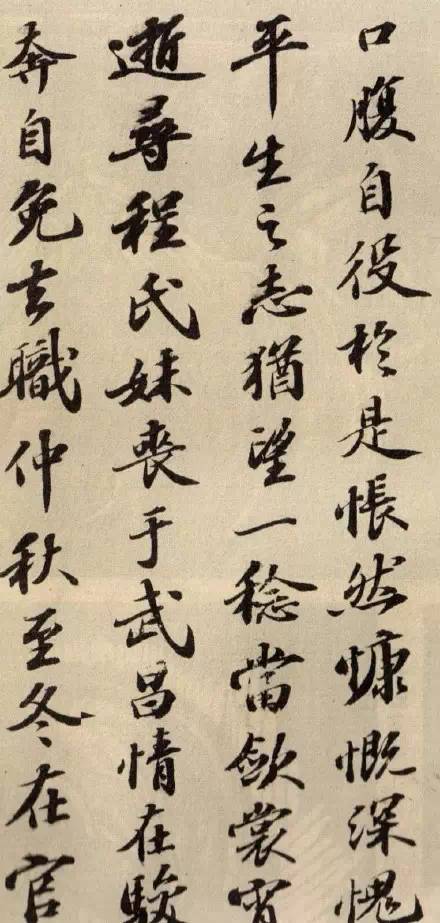 口腹自役於是悵然慷慨深愧
平生之志猶望一稔當斂裳宵
逝尋程氏妹喪于武昌情在駿
奔自免去職仲秋至冬在官